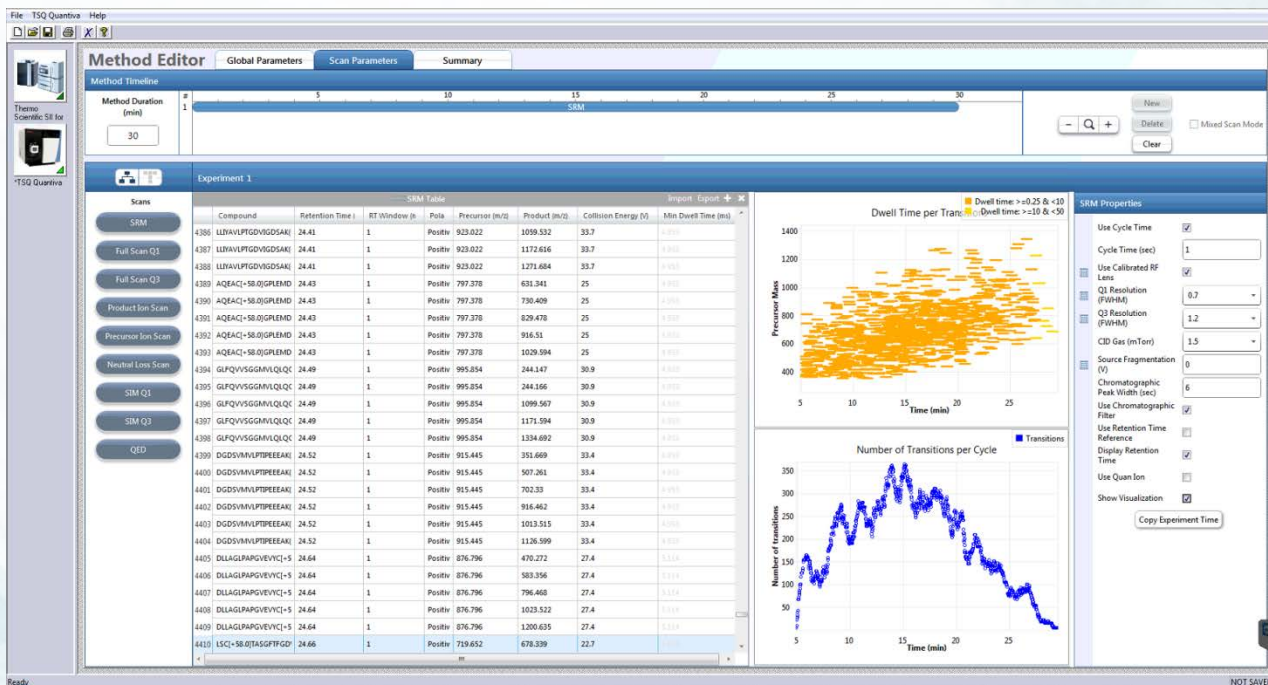 File TSQ Quantiva Help
Thermo
Scientific SII for
*TSQ Quantiva
Method Editor
Global Parameters
Scan Parameters
Summary
Method Timeline
Method Duration
(min)
30
#
5 10 15 20 25 30
1 SRM
New
Delete
Clear
Mixed Scan Mode
Experiment 1
Scans
SRM
Full Scan Q1
Full Scan Q3
Product Ion Scan
Precursor Ion Scan
Neutral Loss Scan
SIM Q1
SIM Q3
QED
SRM Table
Import Export
Compound Retention Time ( RT Window (n Pola Precursor (m/z) Product (m/z) Collision Energy (V) Min Dwell Time (ms)
4386 LLIYAVLPTGDVIGDSAK( 24.41 1 Positiv 923.022 1059.532 33.7
4387 LLIYAVLPTGDVIGDSAK( 24.41 1 Positiv 923.022 1172.616 33.7
4388 LLIYAVLPTGDVIGDSAK( 24.41 1 Positiv 923.022 1271.684 33.7
4389 AQEAC[+58.0]GPLEMD 24.43 1 Positiv 797.378 631.341 25
4390 AQEAC[+58.0]GPLEMD 24.43 1 Positiv 797.378 730.409 25
4391 AQEAC[+58.0]GPLEMD 24.43 1 Positiv 797.378 829.478 25
4392 AQEAC[+58.0]GPLEMD 24.43 1 Positiv 797.378 916.51 25
4393 AQEAC[+58.0]GPLEMD 24.43 1 Positiv 797.378 1029.594 25
4394 GLFQVVSGGMVLQLQ( 24.49 1 Positiv 995.854 244.147 30.9
4395 GLFQVVSGGMVLQLQ( 24.49 1 Positiv 995.854 244.166 30.9
4396 GLFQVVSGGMVLQLQ( 24.49 1 Positiv 995.854 1099.567 30.9
4397 GLFQVVSGGMVLQLQ( 24.49 1 Positiv 995.854 1171.594 30.9
4398 GLFQVVSGGMVLQLQ( 24.49 1 Positiv 995.854 1334.692 30.9
4399 DGDSVMVLPTIPEEEAK( 24.52 1 Positiv 915.445 351.669 33.4
4400 DGDSVMVLPTIPEEEAK( 24.52 1 Positiv 915.445 507.261 33.4
4401 DGDSVMVLPTIPEEEAK( 24.52 1 Positiv 915.445 702.33 33.4
4402 DGDSVMVLPTIPEEEAK( 24.52 1 Positiv 915.445 916.462 33.4
4403 DGDSVMVLPTIPEEEAK( 24.52 1 Positiv 915.445 1013.515 33.4
4404 DGDSVMVLPTIPEEEAK( 24.52 1 Positiv 915.445 1126.599 33.4
4405 DLLAGLPAPGVEVYC[+5 24.64 1 Positiv 876.796 470.272 27.4
4406 DLLAGLPAPGVEVYC[+5 24.64 1 Positiv 876.796 583.356 27.4
4407 DLLAGLPAPGVEVYC[+5 24.64 1 Positiv 876.796 796.468 27.4
4408 DLLAGLPAPGVEVYC[+5 24.64 1 Positiv 876.796 1023.522 27.4
4409 DLLAGLPAPGVEVYC[+5 24.64 1 Positiv 876.796 1200.635 27.4
4410 LSC[+58.0]TASGFTFGD' 24.66 1 Positiv 719.652 678.339 22.7
Dwell Time per Transition
Dwell time: >=0.25 & <10
Dwell time: >=10 & <50
Precursor Mass
1400
1200
1000
800
600
400
5 10 15 20 25
Time (min)
Transitions
Number of Transitions per Cycle
Number of transitions
350
300
250
200
150
100
50
5 10 15 20 25
Time (min)
SRM Properties
Use Cycle Time
Cycle Time (sec) 1
Use Calibrated RF
Lens
Q1 Resolution
(FWHM) 0.7
Q3 Resolution
(FWHM) 1.2
CID Gas (mTorr) 1.5
Source Fragmentation
(V) 0
Chromatographic
Peak Width (sec) 6
Use Chromatographic
Filter
Use Retention Time
Reference
Display Retention
Time
Use Quan Ion
Show Visualization
Copy Experiment Time
Ready
NOT SAVE